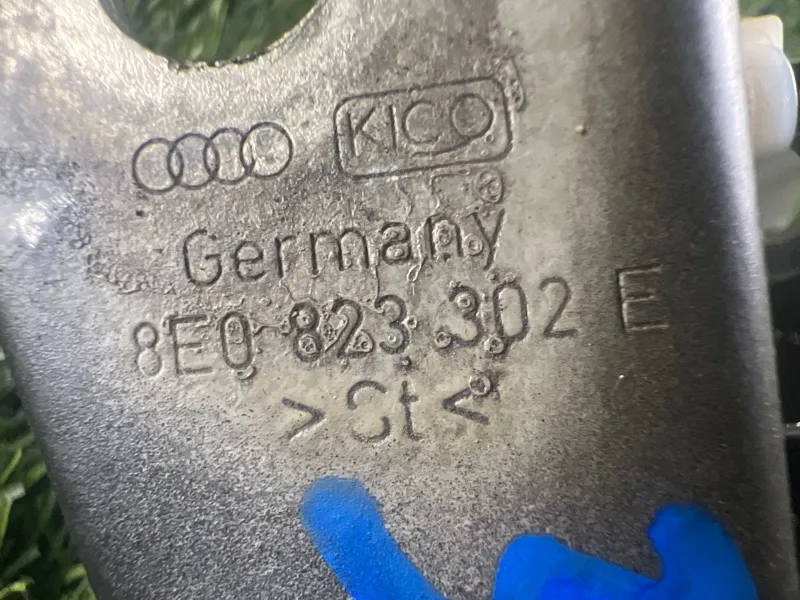 KICO
Germany
8E0 823 302 E
>St<